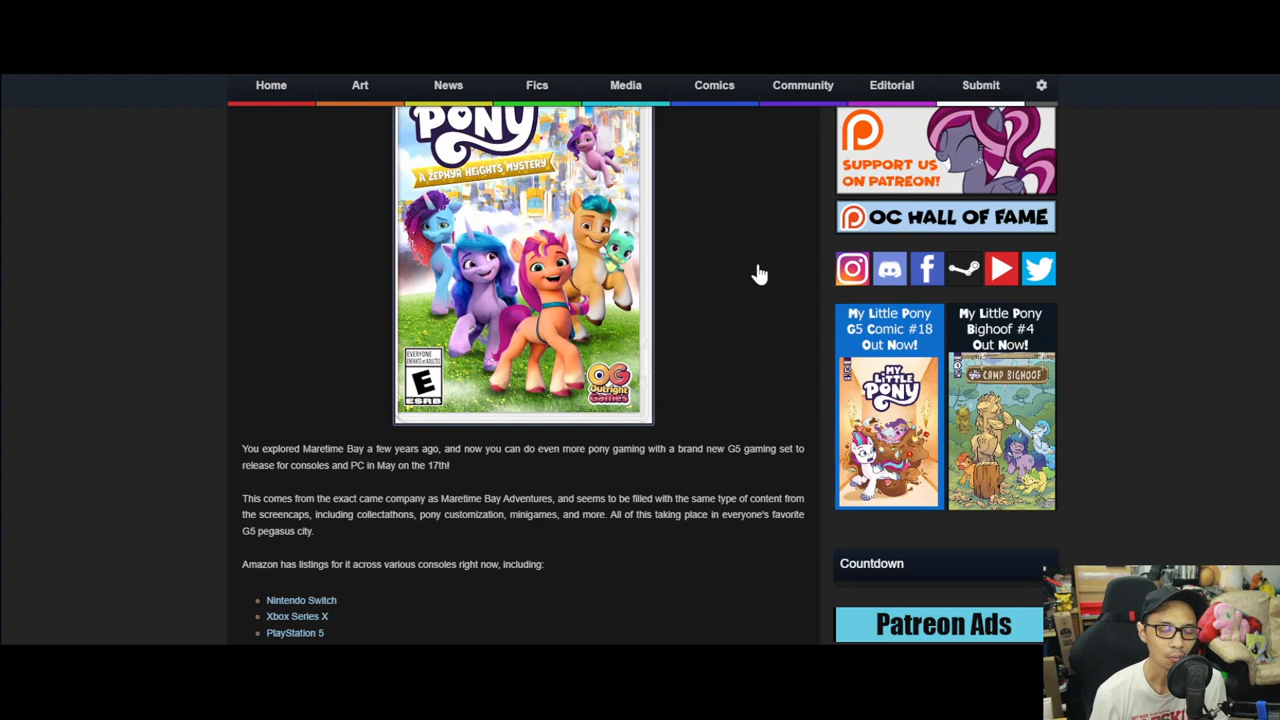 Home Art News Fics Media Comics Community Editorial Submit
PONY
A ZEPHYR HEIGHTS MYSTERY
EVERYONE
E
ESRB
OG
Outright
Games
You explored Maretime Bay a few years ago, and now you can do even more pony gaming with a brand new G5 gaming set to
release for consoles and PC in May on the 17th!
This comes from the exact came company as Maretime Bay Adventures, and seems to be filled with the same type of content from
the screencaps, including collectathons, pony customization, minigames, and more. All of this taking place in everyone's favorite
G5 pegasus city.
Amazon has listings for it across various consoles right now, including:
Nintendo Switch
Xbox Series X
PlayStation 5
SUPPORT US
ON PATREON!
OC HALL OF FAME
My Little Pony
G5 Comic #18
Out Now!
MY
LITTLE
PONY
My Little Pony
Bighoof #4
Out Now!
CAMP BIGHOOF
Countdown
Patreon Ads